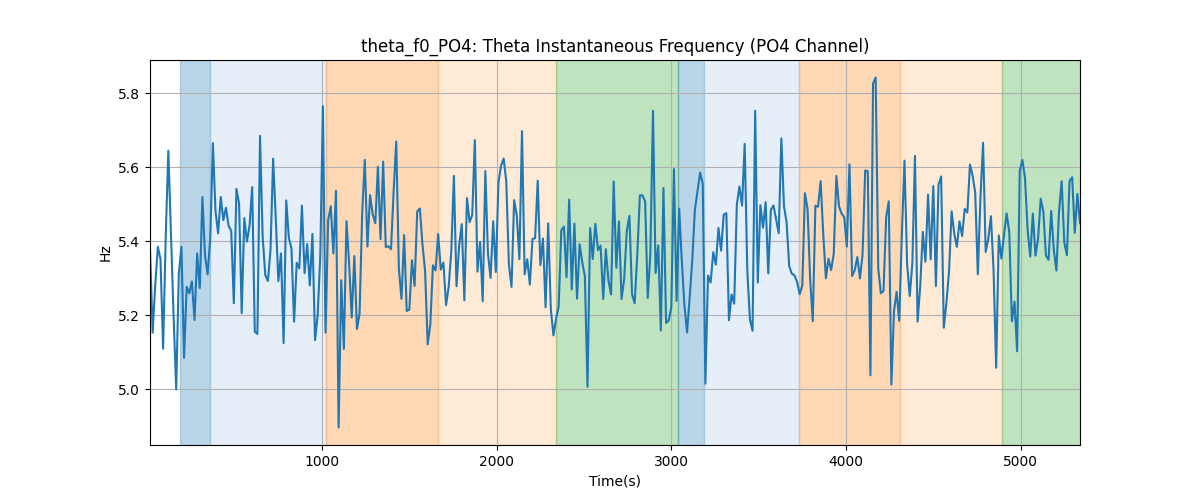 theta_f0_PO4: Theta Instantaneous Frequency (PO4 Channel)
5.8
5.6
5.4
5.2
5.0
Hz
1000 2000 3000 4000 5000
Time(s)